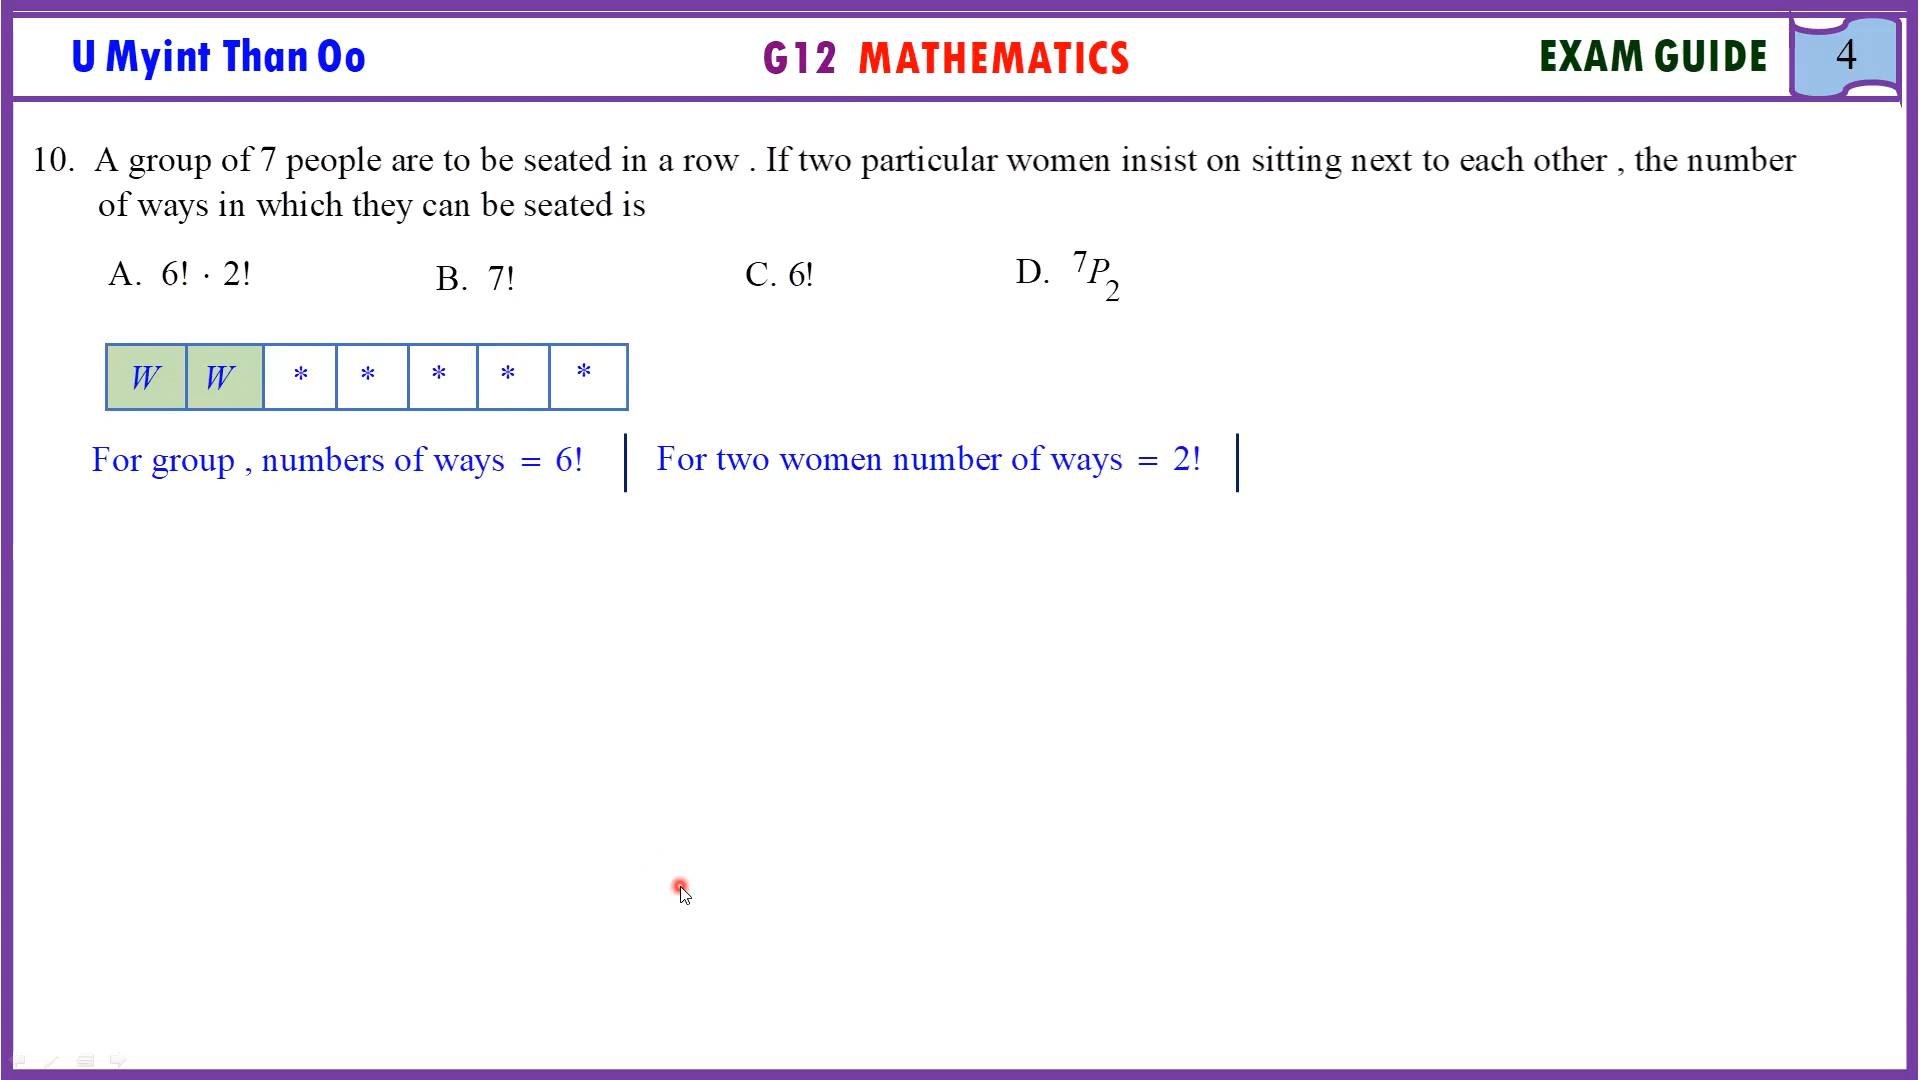 U Myint Than Oo G12 MATHEMATICS EXAM GUIDE 4
10. A group of 7 people are to be seated in a row . If two particular women insist on sitting next to each other , the number
of ways in which they can be seated is
A. 6! · 2! B. 7! C. 6! D. ⁷P₂
W W * * * * *
For group , numbers of ways = 6! For two women number of ways = 2!